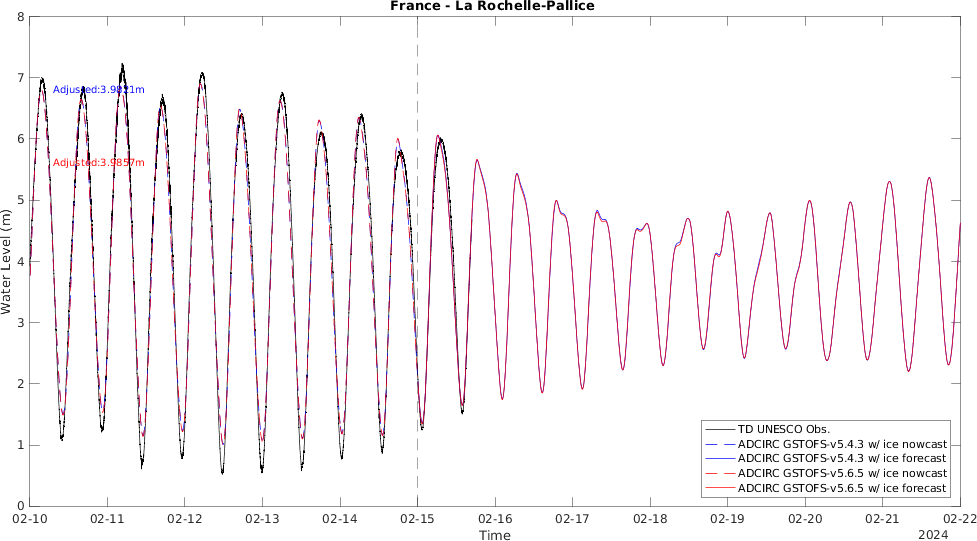 France - La Rochelle-Pallice
8
7
6
5
4
3
2
1
0
Water Level (m)
Adjusted:3.9821m
Adjusted:3.9857m
TD UNESCO Obs.
ADCIRC GSTOFS-v5.4.3 w/ ice nowcast
ADCIRC GSTOFS-v5.4.3 w/ ice forecast
ADCIRC GSTOFS-v5.6.5 w/ ice nowcast
ADCIRC GSTOFS-v5.6.5 w/ ice forecast
02-10 02-11 02-12 02-13 02-14 02-15 02-16 02-17 02-18 02-19 02-20 02-21 02-22
Time
2024